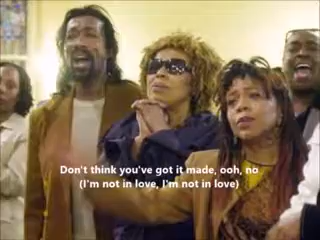 Don't think you've got it made, ooh, no
(I'm not in love, I'm not in love)